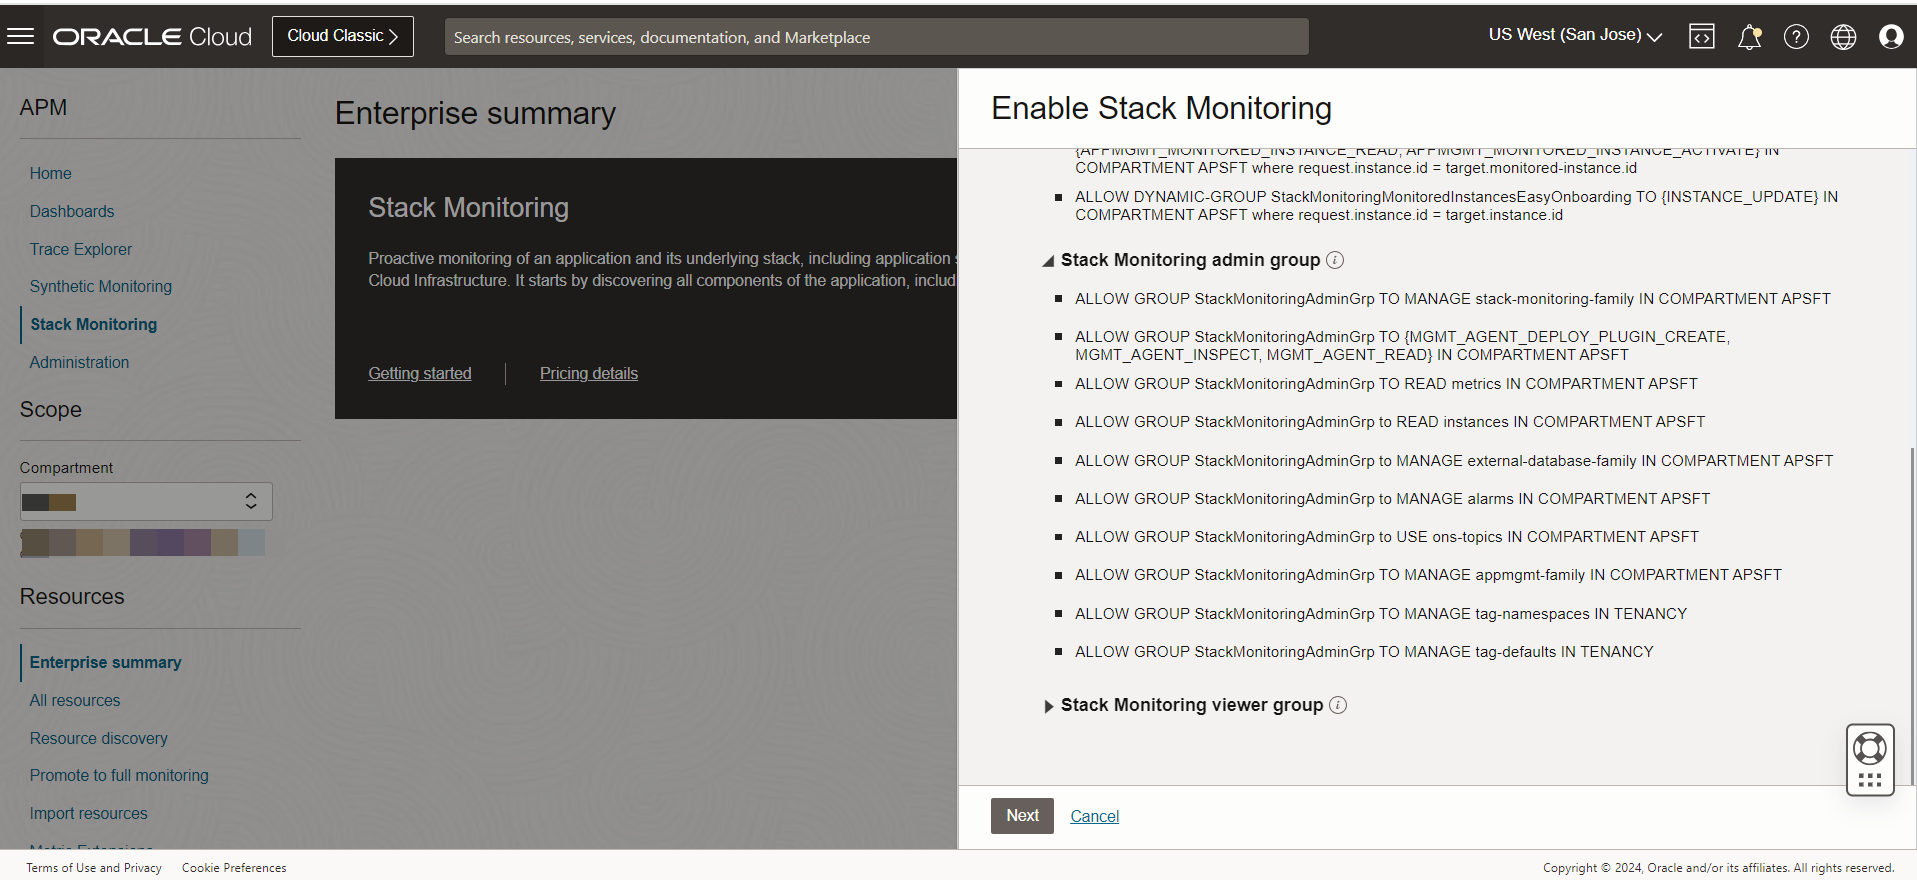 ORACLE Cloud
Cloud Classic
Search resources, services, documentation, and Marketplace
US West (San Jose)
APM
Home
Dashboards
Trace Explorer
Synthetic Monitoring
Stack Monitoring
Administration
Scope
Compartment
Resources
Enterprise summary
All resources
Resource discovery
Promote to full monitoring
Import resources
Metric Extensions
Enterprise summary
Stack Monitoring
Proactive monitoring of an application and its underlying stack, including application
Cloud Infrastructure. It starts by discovering all components of the application,
Getting started
Pricing details
Enable Stack Monitoring
{APPMGMT_MONITORED_INSTANCE_READ, APPMGMT_MONITORED_INSTANCE_ACTIVATE} IN
COMPARTMENT APSFT where request.instance.id = target.monitored-instance.id
ALLOW DYNAMIC-GROUP StackMonitoringMonitoredInstancesEasyOnboarding TO {INSTANCE_UPDATE} IN
COMPARTMENT APSFT where request.instance.id = target.instance.id
Stack Monitoring admin group
ALLOW GROUP StackMonitoringAdminGrp TO MANAGE stack-monitoring-family IN COMPARTMENT APSFT
ALLOW GROUP StackMonitoringAdminGrp TO {MGMT_AGENT_DEPLOY_PLUGIN_CREATE,
MGMT_AGENT_INSPECT, MGMT_AGENT_READ} IN COMPARTMENT APSFT
ALLOW GROUP StackMonitoringAdminGrp TO READ metrics IN COMPARTMENT APSFT
ALLOW GROUP StackMonitoringAdminGrp to READ instances IN COMPARTMENT APSFT
ALLOW GROUP StackMonitoringAdminGrp to MANAGE external-database-family IN COMPARTMENT APSFT
ALLOW GROUP StackMonitoringAdminGrp to MANAGE alarms IN COMPARTMENT APSFT
ALLOW GROUP StackMonitoringAdminGrp to USE ons-topics IN COMPARTMENT APSFT
ALLOW GROUP StackMonitoringAdminGrp TO MANAGE appmgmt-family IN COMPARTMENT APSFT
ALLOW GROUP StackMonitoringAdminGrp TO MANAGE tag-namespaces IN TENANCY
ALLOW GROUP StackMonitoringAdminGrp TO MANAGE tag-defaults IN TENANCY
Stack Monitoring viewer group
Next
Cancel
Terms of Use and Privacy
Cookie Preferences
Copyright © 2024, Oracle and/or its affiliates. All rights reserved.